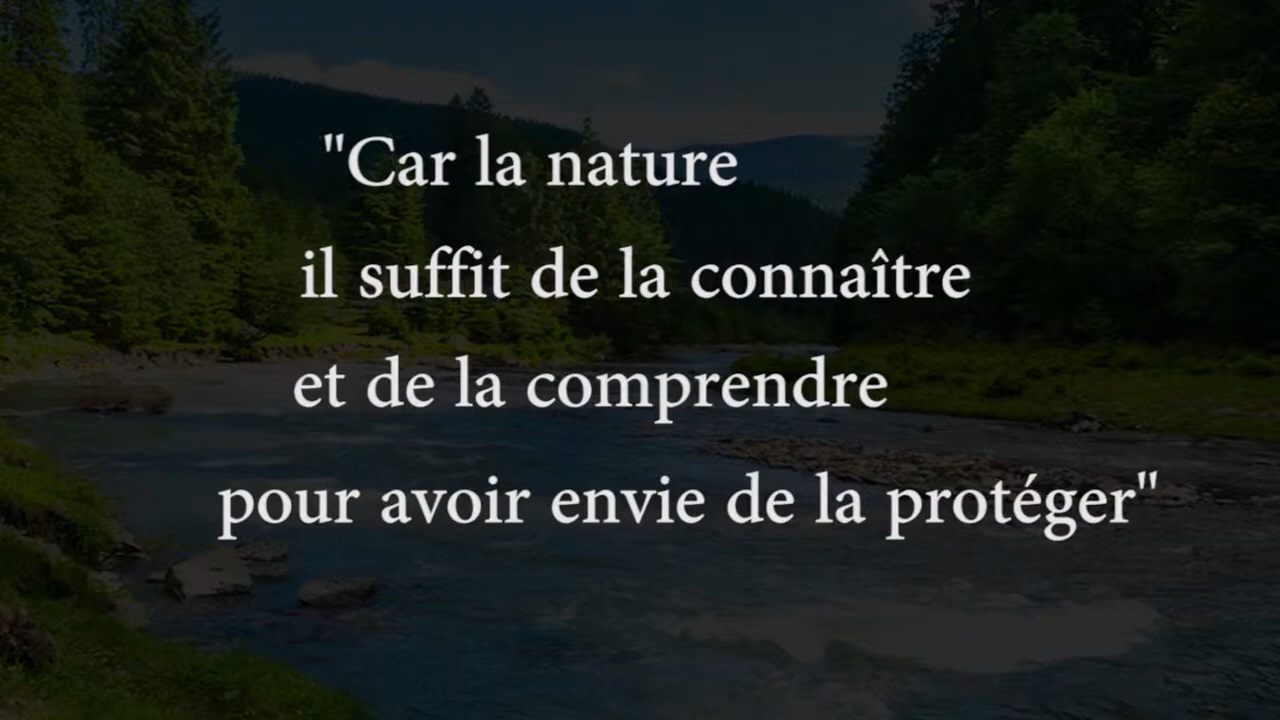 "Car la nature
il suffit de la connaître
et de la comprendre
pour avoir envie de la protéger"